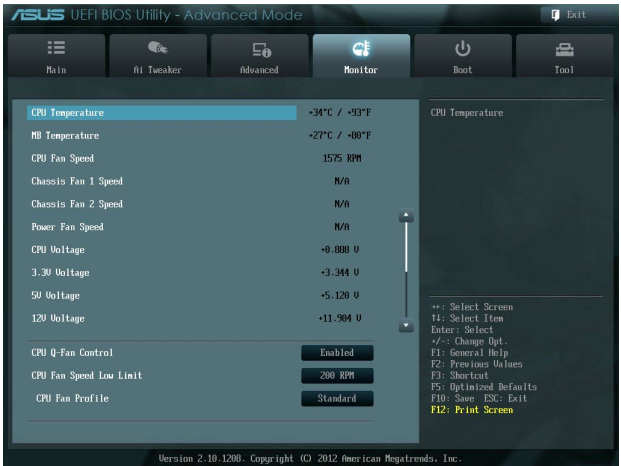 ASUS UEFI BIOS Utility - Advanced Mode
Exit
Main Ai Tweaker Advanced Monitor Boot Tool
CPU Temperature +34°C / +93°F
MB Temperature +27°C / +80°F
CPU Fan Speed 1575 RPM
Chassis Fan 1 Speed N/A
Chassis Fan 2 Speed N/A
Power Fan Speed N/A
CPU Voltage +0.888 V
3.3V Voltage +3.344 V
5V Voltage +5.120 V
12V Voltage +11.904 V
CPU Q-Fan Control Enabled
CPU Fan Speed Low Limit 200 RPM
CPU Fan Profile Standard
CPU Temperature
→←: Select Screen
↑↓: Select Item
Enter: Select
+/-: Change Opt.
F1: General Help
F2: Previous Values
F3: Shortcut
F5: Optimized Defaults
F10: Save ESC: Exit
F12: Print Screen
Version 2.10.1208. Copyright (C) 2012 American Megatrends, Inc.